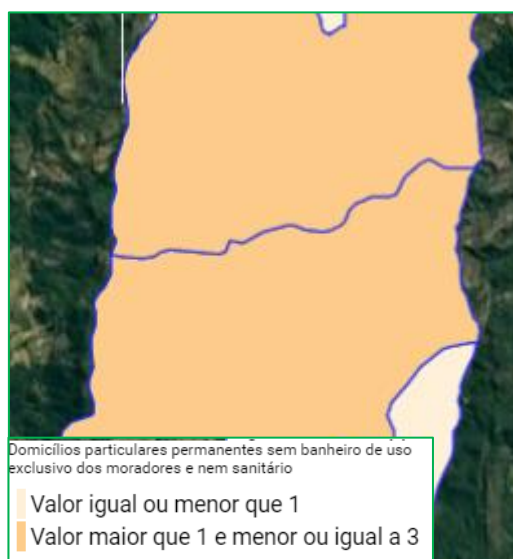 Domicílios particulares permanentes sem banheiro de uso
exclusivo dos moradores e nem sanitário
Valor igual ou menor que 1
Valor maior que 1 e menor ou igual a 3